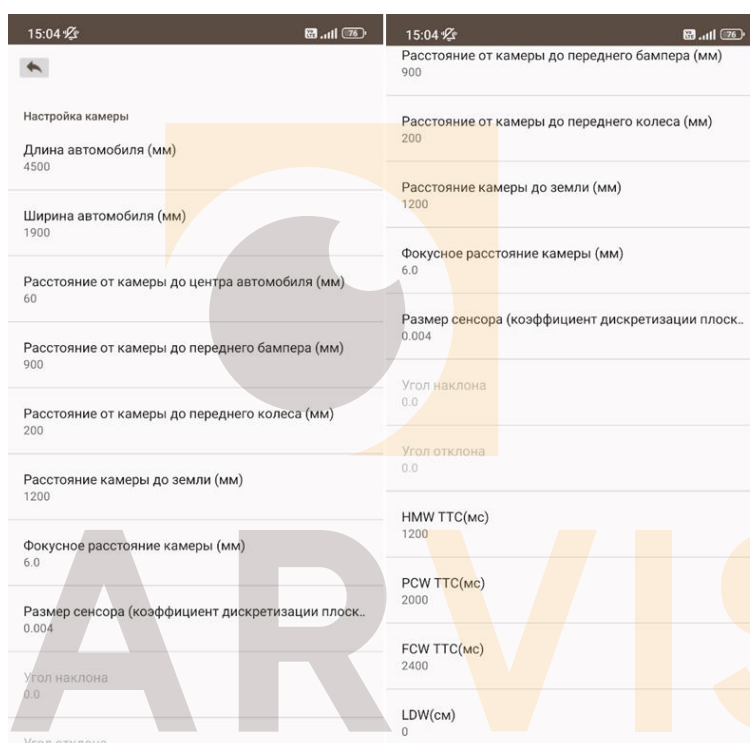 15:04
76
Настройка камеры
Длина автомобиля (мм)
4500
Ширина автомобиля (мм)
1900
Расстояние от камеры до центра автомобиля (мм)
60
Расстояние от камеры до переднего бампера (мм)
900
Расстояние от камеры до переднего колеса (мм)
200
Расстояние камеры до земли (мм)
1200
Фокусное расстояние камеры (мм)
6.0
Размер сенсора (коэффициент дискретизации плоск..
0.004
Угол наклона
0.0
Угол отклона
15:04
76
Расстояние от камеры до переднего бампера (мм)
900
Расстояние от камеры до переднего колеса (мм)
200
Расстояние камеры до земли (мм)
1200
Фокусное расстояние камеры (мм)
6.0
Размер сенсора (коэффициент дискретизации плоск..
0.004
Угол наклона
0.0
Угол отклона
0.0
HMW TTC(мс)
1200
PCW TTC(мс)
2000
FCW TTC(мс)
2400
LDW(см)
0
ARVIS